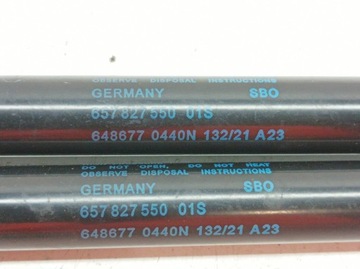 OBSERVE DISPOSAL INSTRUCTIONS
GERMANY SBO
657 827 550 01S
648677 0440N 132/21 A23
DO NOT OPEN, DO NOT HEAT
OBSERVE DISPOSAL INSTRUCTIONS
GERMANY SBO
657 827 550 01S
648677 0440N 132/21 A23